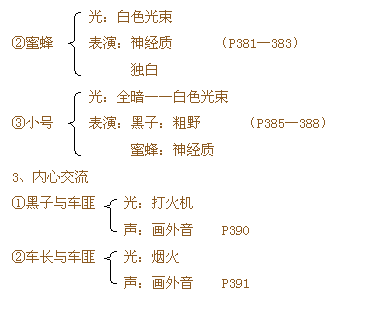 光：白色光束
②蜜蜂 表演：神经质 （P381—383）
独白
光：全暗——白色光束
③小号 表演：黑子：粗野 （P385—388）
蜜蜂：神经质
3、内心交流
①黑子与车匪 光：打火机
声：画外音 P390
②车长与车匪 光：烟火
声：画外音 P391